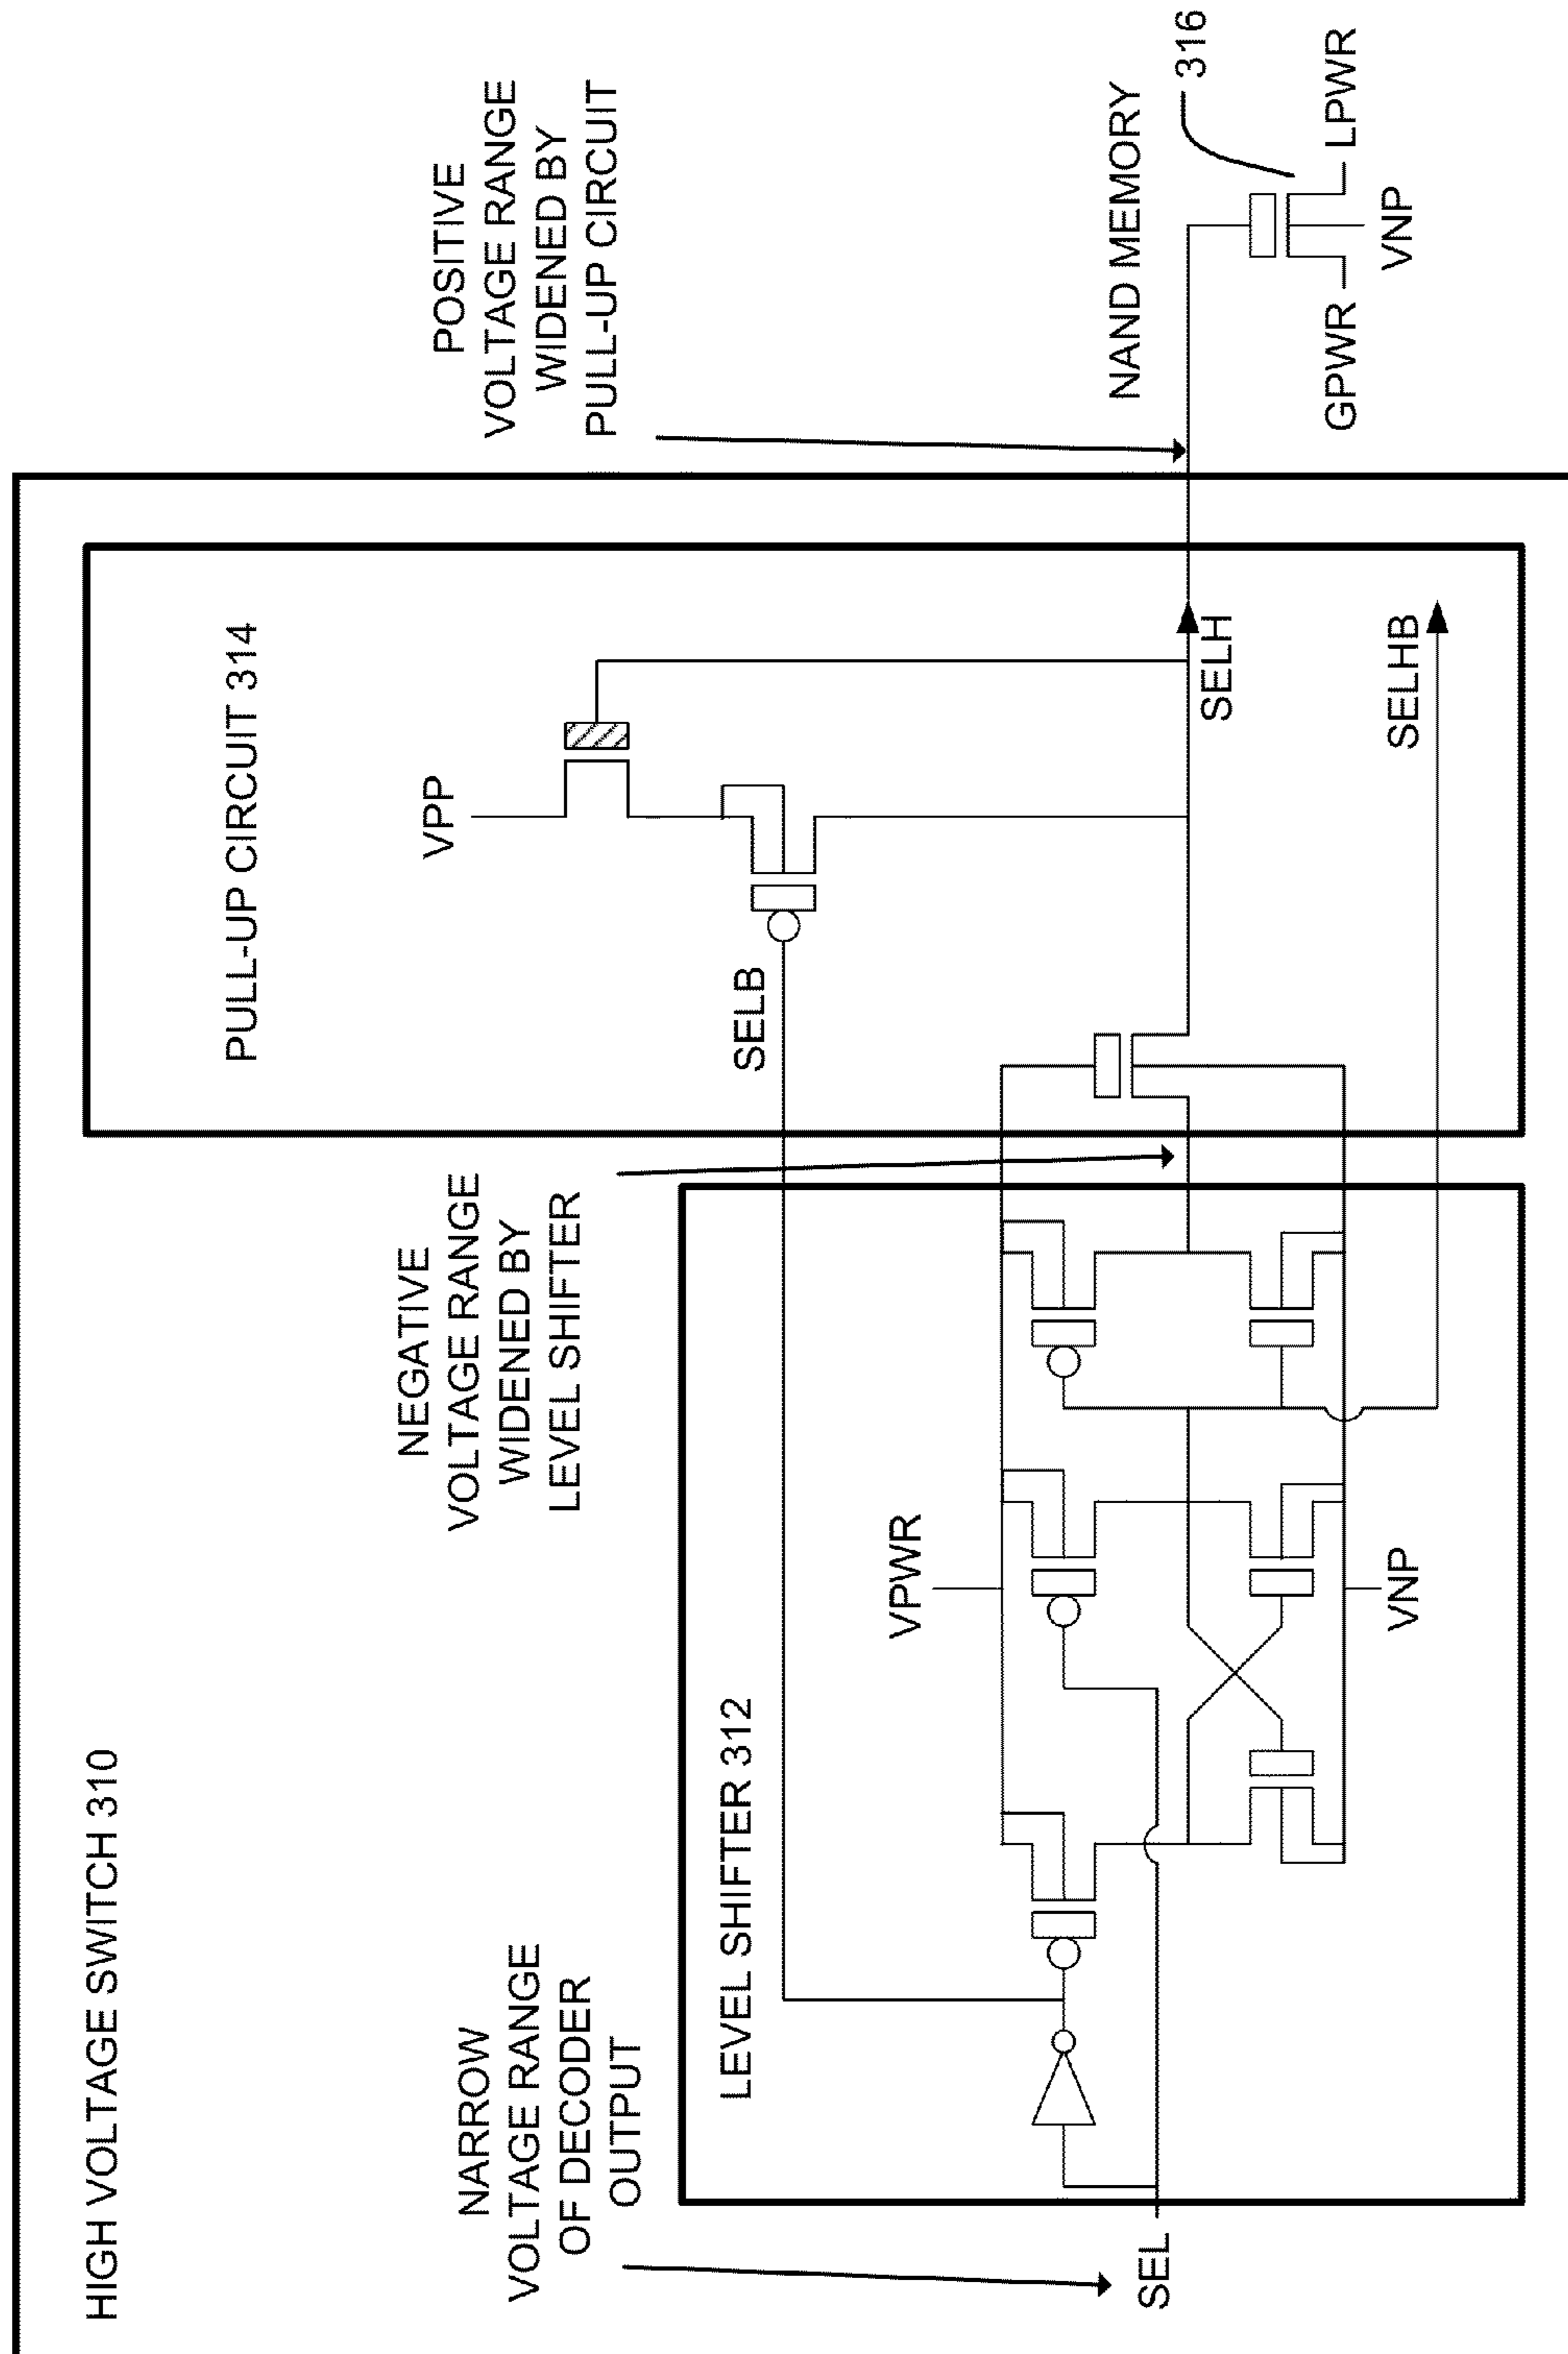 HIGH VOLTAGE SWITCH 310
NARROW
VOLTAGE RANGE
OF DECODER
OUTPUT
NEGATIVE
VOLTAGE RANGE
WIDENED BY
LEVEL SHIFTER
POSITIVE
VOLTAGE RANGE
WIDENED BY
PULL-UP CIRCUIT
PULL-UP CIRCUIT 314
VPP
SELB
LEVEL SHIFTER 312
VPWR
SEL
VNP
SELH
SELHB
NAND MEMORY
316
GPWR
LPWR
VNP